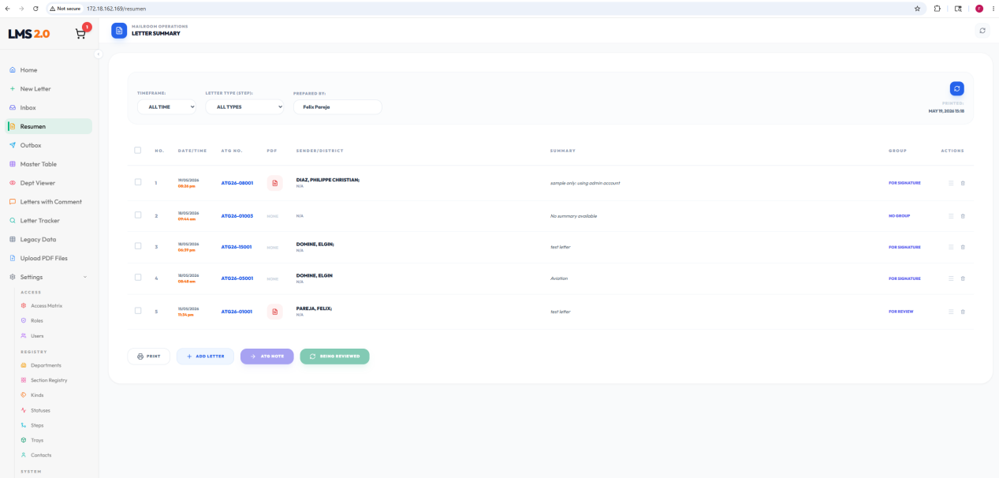 Not secure 172.18.162.169/resumen
LMS 2.0
1
MAILROOM OPERATIONS
LETTER SUMMARY
Home
New Letter
Inbox
Resumen
Outbox
Master Table
Dept Viewer
Letters with Comment
Letter Tracker
Legacy Data
Upload PDF Files
Settings
ACCESS
Access Matrix
Roles
Users
REGISTRY
Departments
Section Registry
Kinds
Statuses
Steps
Trays
Contacts
SYSTEM
TIMEFRAME: LETTER TYPE (STEP): PREPARED BY:
ALL TIME ALL TYPES Felix Pareja
PRINTED:
MAY 19, 2026 15:18
NO. DATE/TIME ATG NO. PDF SENDER/DISTRICT SUMMARY GROUP ACTIONS
1 19/05/2026 08:26 pm ATG26-08001 DIAZ, PHILIPPE CHRISTIAN; N/A sample only: using admin account FOR SIGNATURE
2 18/05/2026 09:44 am ATG26-01003 NONE N/A No summary available NO GROUP
3 18/05/2026 06:39 pm ATG26-15001 NONE DOMINE, ELGIN; N/A test letter FOR SIGNATURE
4 18/05/2026 08:48 am ATG26-05001 NONE DOMINE, ELGIN N/A Aviation FOR SIGNATURE
5 15/05/2026 11:34 pm ATG26-01001 PAREJA, FELIX; N/A test letter FOR REVIEW
PRINT ADD LETTER ATG NOTE BEING REVIEWED